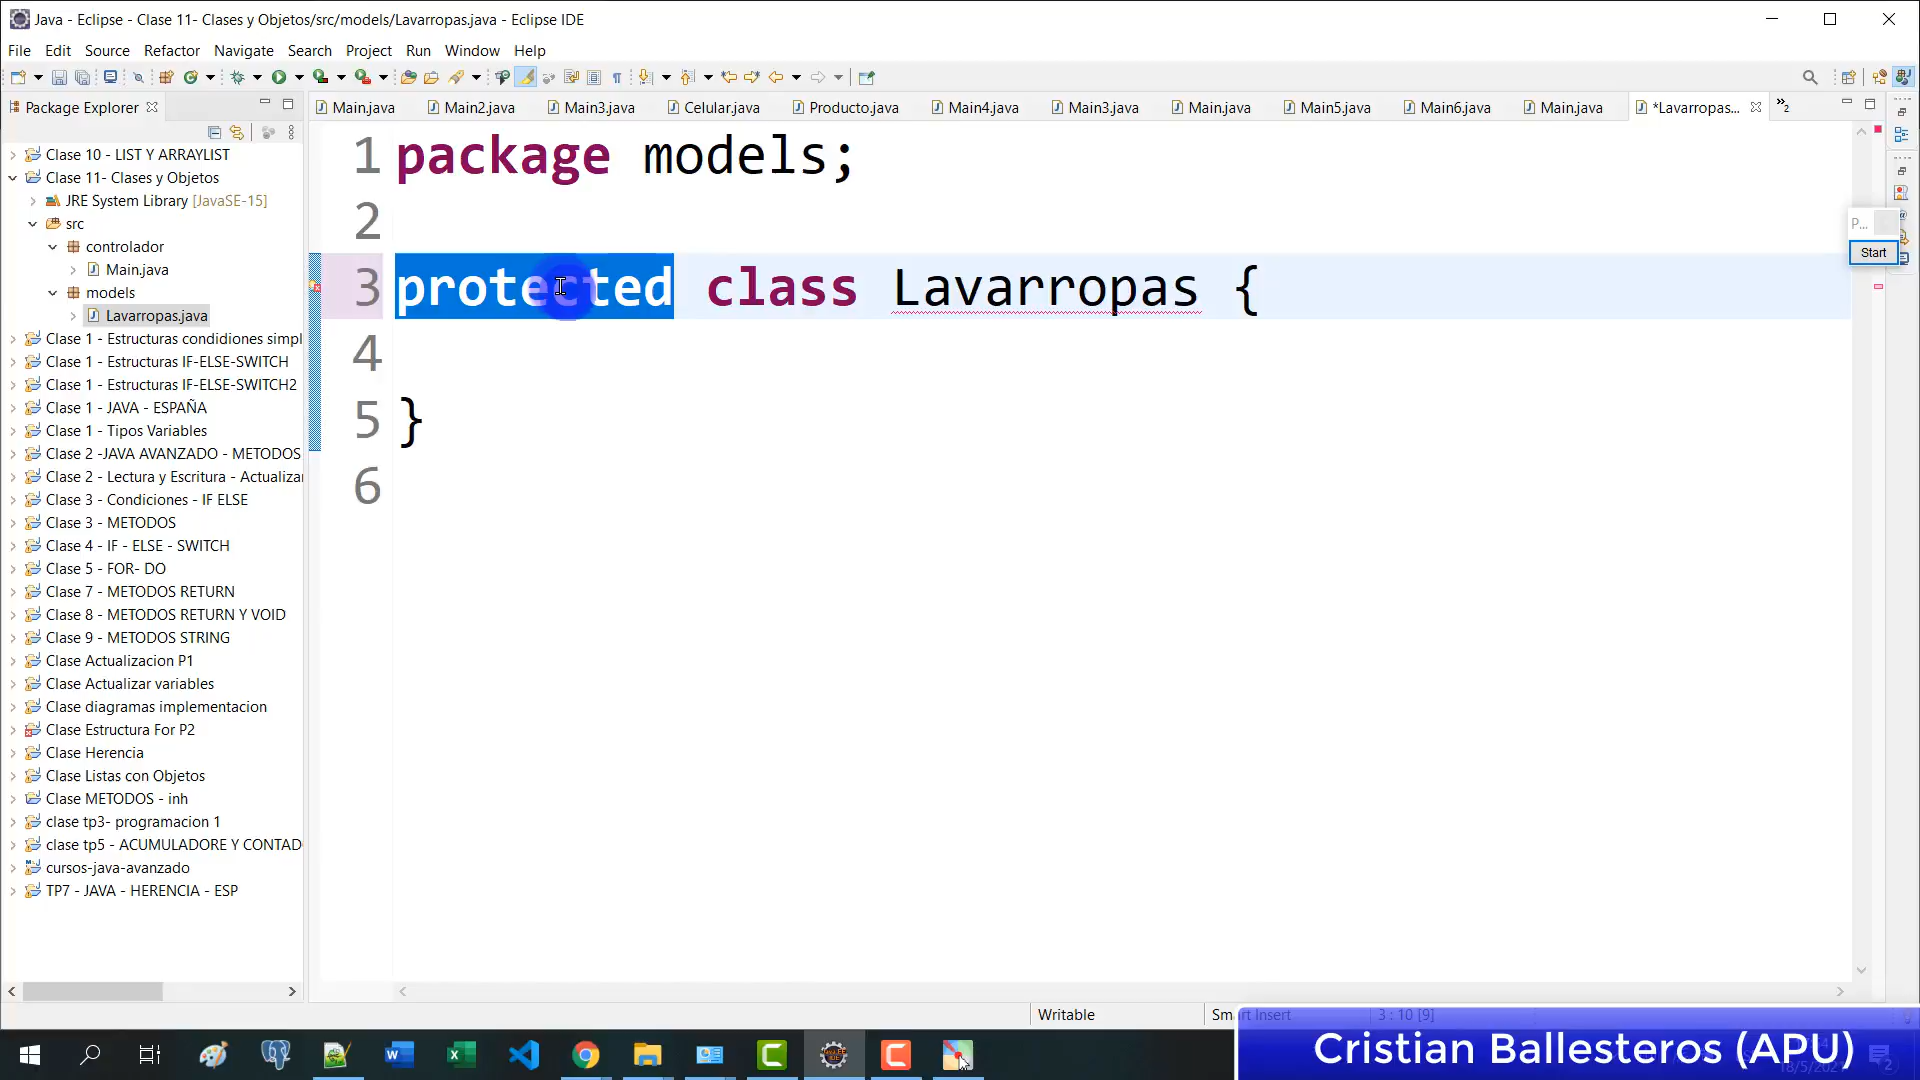 Java - Eclipse - Clase 11- Clases y Objetos/src/models/Lavarropas.java - Eclipse IDE
File Edit Source Refactor Navigate Search Project Run Window Help
Package Explorer
Main.java Main2.java Main3.java Celular.java Producto.java Main4.java Main3.java Main.java Main5.java Main6.java Main.java *Lavarropas... »2
Clase 10 - LIST Y ARRAYLIST
Clase 11- Clases y Objetos
JRE System Library [JavaSE-15]
src
controlador
Main.java
models
Lavarropas.java
Clase 1 - Estructuras condidiones simpl
Clase 1 - Estructuras IF-ELSE-SWITCH
Clase 1 - Estructuras IF-ELSE-SWITCH2
Clase 1 - JAVA - ESPAÑA
Clase 1 - Tipos Variables
Clase 2 -JAVA AVANZADO - METODOS
Clase 2 - Lectura y Escritura - Actualizar
Clase 3 - Condiciones - IF ELSE
Clase 3 - METODOS
Clase 4 - IF - ELSE - SWITCH
Clase 5 - FOR- DO
Clase 7 - METODOS RETURN
Clase 8 - METODOS RETURN Y VOID
Clase 9 - METODOS STRING
Clase Actualizacion P1
Clase Actualizar variables
Clase diagramas implementacion
Clase Estructura For P2
Clase Herencia
Clase Listas con Objetos
Clase METODOS - inh
clase tp3- programacion 1
clase tp5 - ACUMULADORE Y CONTAD
cursos-java-avanzado
TP7 - JAVA - HERENCIA - ESP
1 package models;
2
3 protected class Lavarropas {
4
5 }
6
P...
Start
Writable Smart Insert 3 : 10 [9]
Cristian Ballesteros (APU)